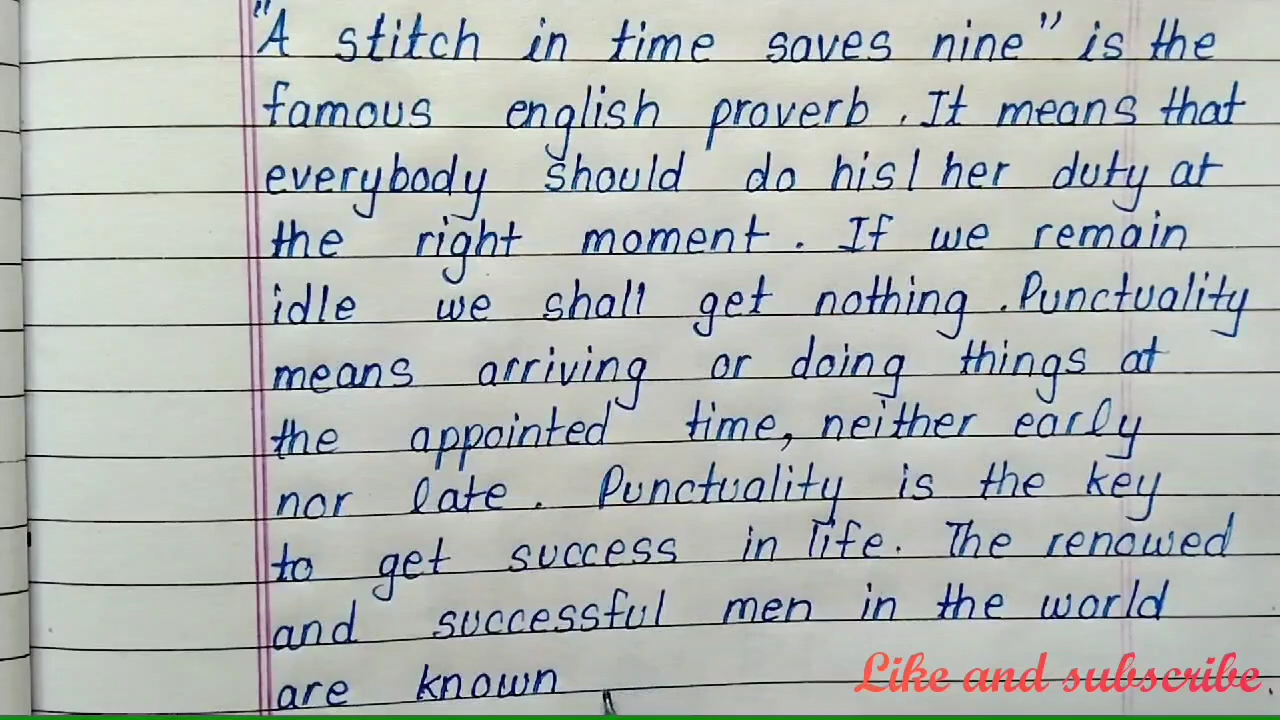 "A stitch in time saves nine" is the
famous english proverb. It means that
everybody should do his/her duty at
the right moment. If we remain
idle we shall get nothing. Punctuality
means arriving or doing things at
the appointed time, neither early
nor late. Punctuality is the key
to get success in life. The renowed
and successful men in the world
are known
Like and subscribe.